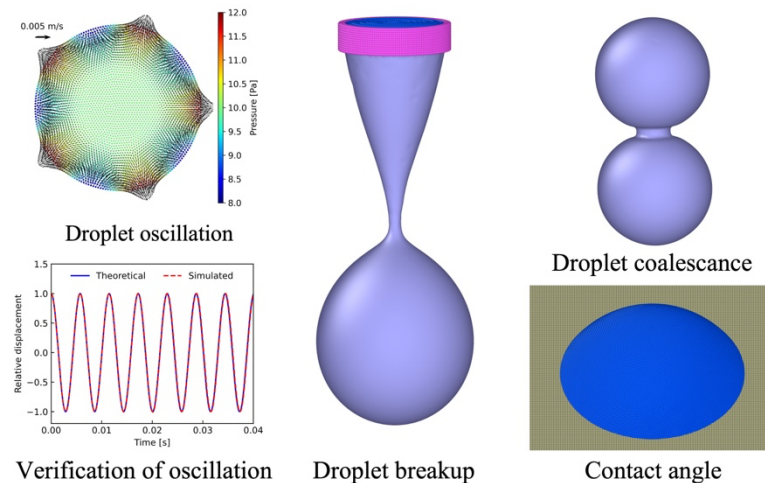 0.005 m/s
12.0
11.5
11.0
10.5
10.0
9.5
9.0
8.5
8.0
Pressure [Pa]
Droplet oscillation
Theoretical
Simulated
1.5
1.0
0.5
0.0
−0.5
−1.0
Relative displacement
0.00
0.01
0.02
0.03
0.04
Time [s]
Verification of oscillation
Droplet breakup
Droplet coalescance
Contact angle